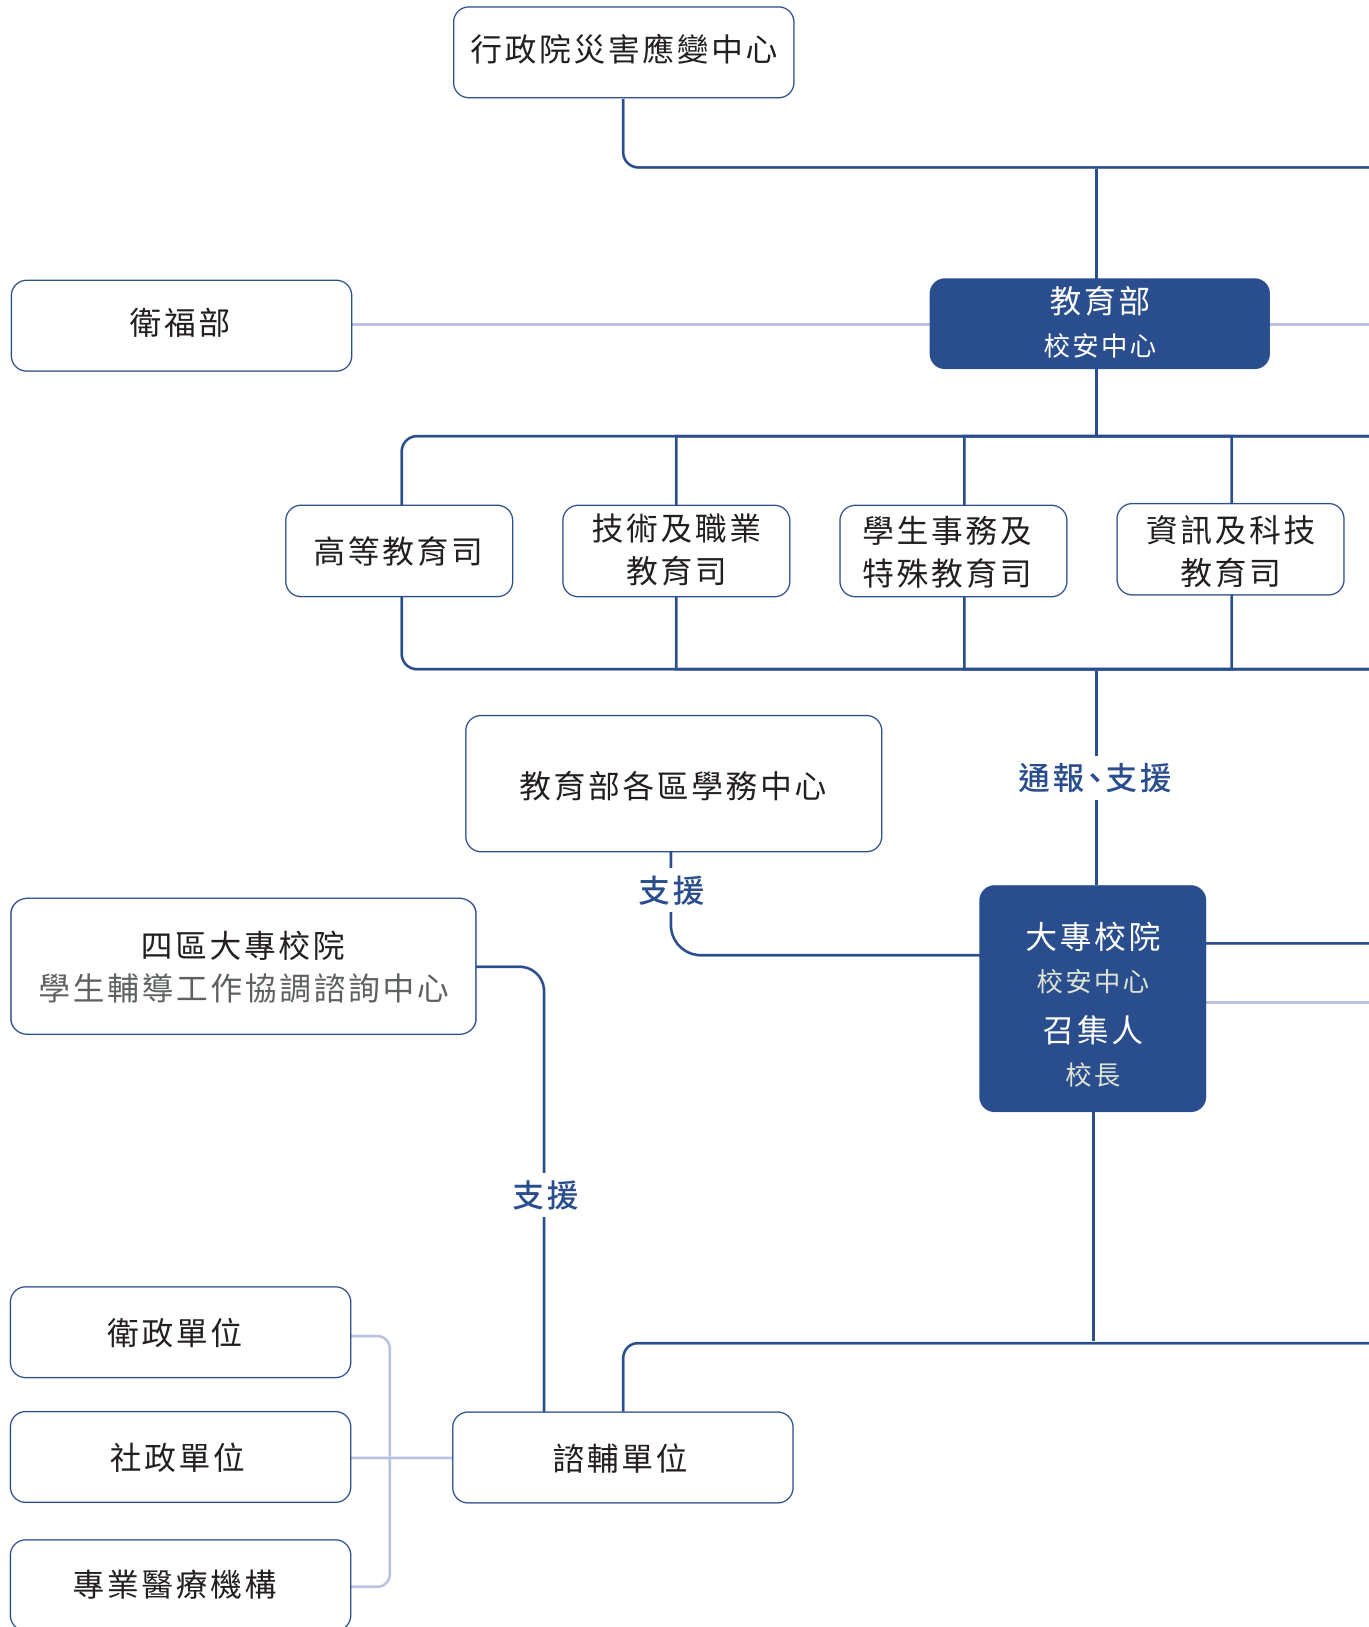 行政院災害應變中心
衛福部
教育部
校安中心
高等教育司
技術及職業
教育司
學生事務及
特殊教育司
資訊及科技
教育司
教育部各區學務中心
通報、支援
支援
四區大專校院
學生輔導工作協調諮詢中心
大專校院
校安中心
召集人
校長
支援
衛政單位
社政單位
諮輔單位
專業醫療機構